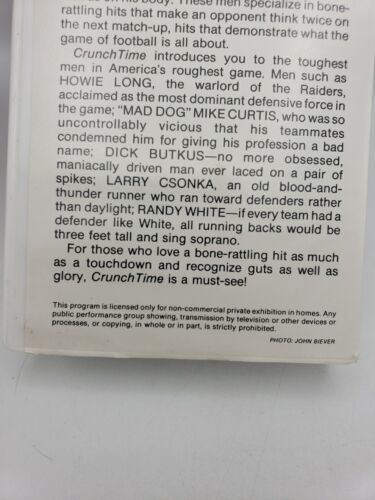 on his body. These men specialize in bone-
rattling hits that make an opponent think twice on
the next match-up, hits that demonstrate what the
game of football is all about.
CrunchTime introduces you to the toughest
men in America's roughest game. Men such as
HOWIE LONG, the warlord of the Raiders,
acclaimed as the most dominant defensive force in
the game; "MAD DOG" MIKE CURTIS, who was so
uncontrollably vicious that his teammates
condemned him for giving his profession a bad
name; DICK BUTKUS—no more obsessed,
maniacally driven man ever laced on a pair of
spikes; LARRY CSONKA, an old blood-and-
thunder runner who ran toward defenders rather
than daylight; RANDY WHITE—if every team had a
defender like White, all running backs would be
three feet tall and sing soprano.
For those who love a bone-rattling hit as much
as a touchdown and recognize guts as well as
glory, CrunchTime is a must-see!
This program is licensed only for non-commercial private exhibition in homes. Any
public performance group showing, transmission by television or other devices or
processes, or copying, in whole or in part, is strictly prohibited.
PHOTO: JOHN BIEVER